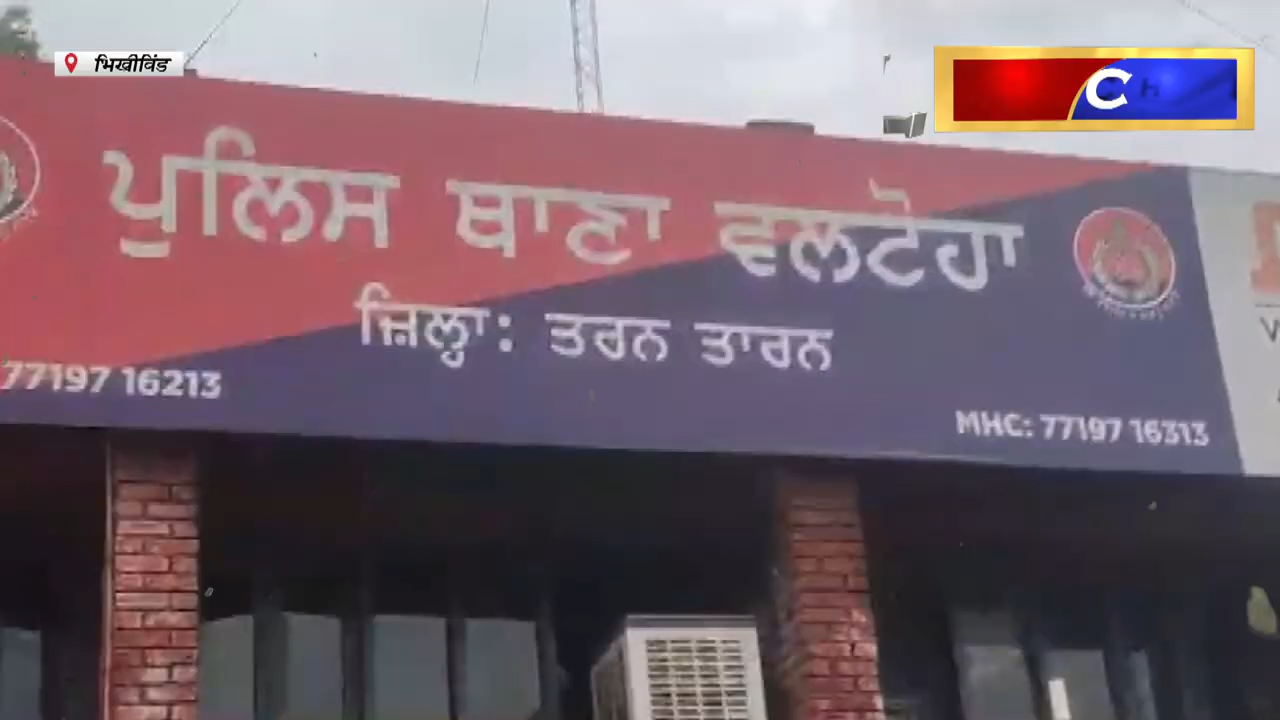 भिखीविंड
C H
ਪੁਲਿਸ ਥਾਣਾ ਵਲਟੋਹਾ
ਜ਼ਿਲ੍ਹਾ: ਤਰਨ ਤਾਰਨ
77197 16213
MHC: 77197 16313